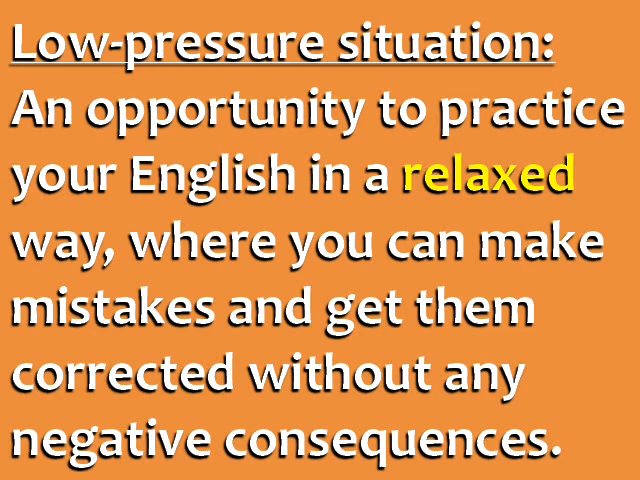 Low-pressure situation:
An opportunity to practice
your English in a relaxed
way, where you can make
mistakes and get them
corrected without any
negative consequences.